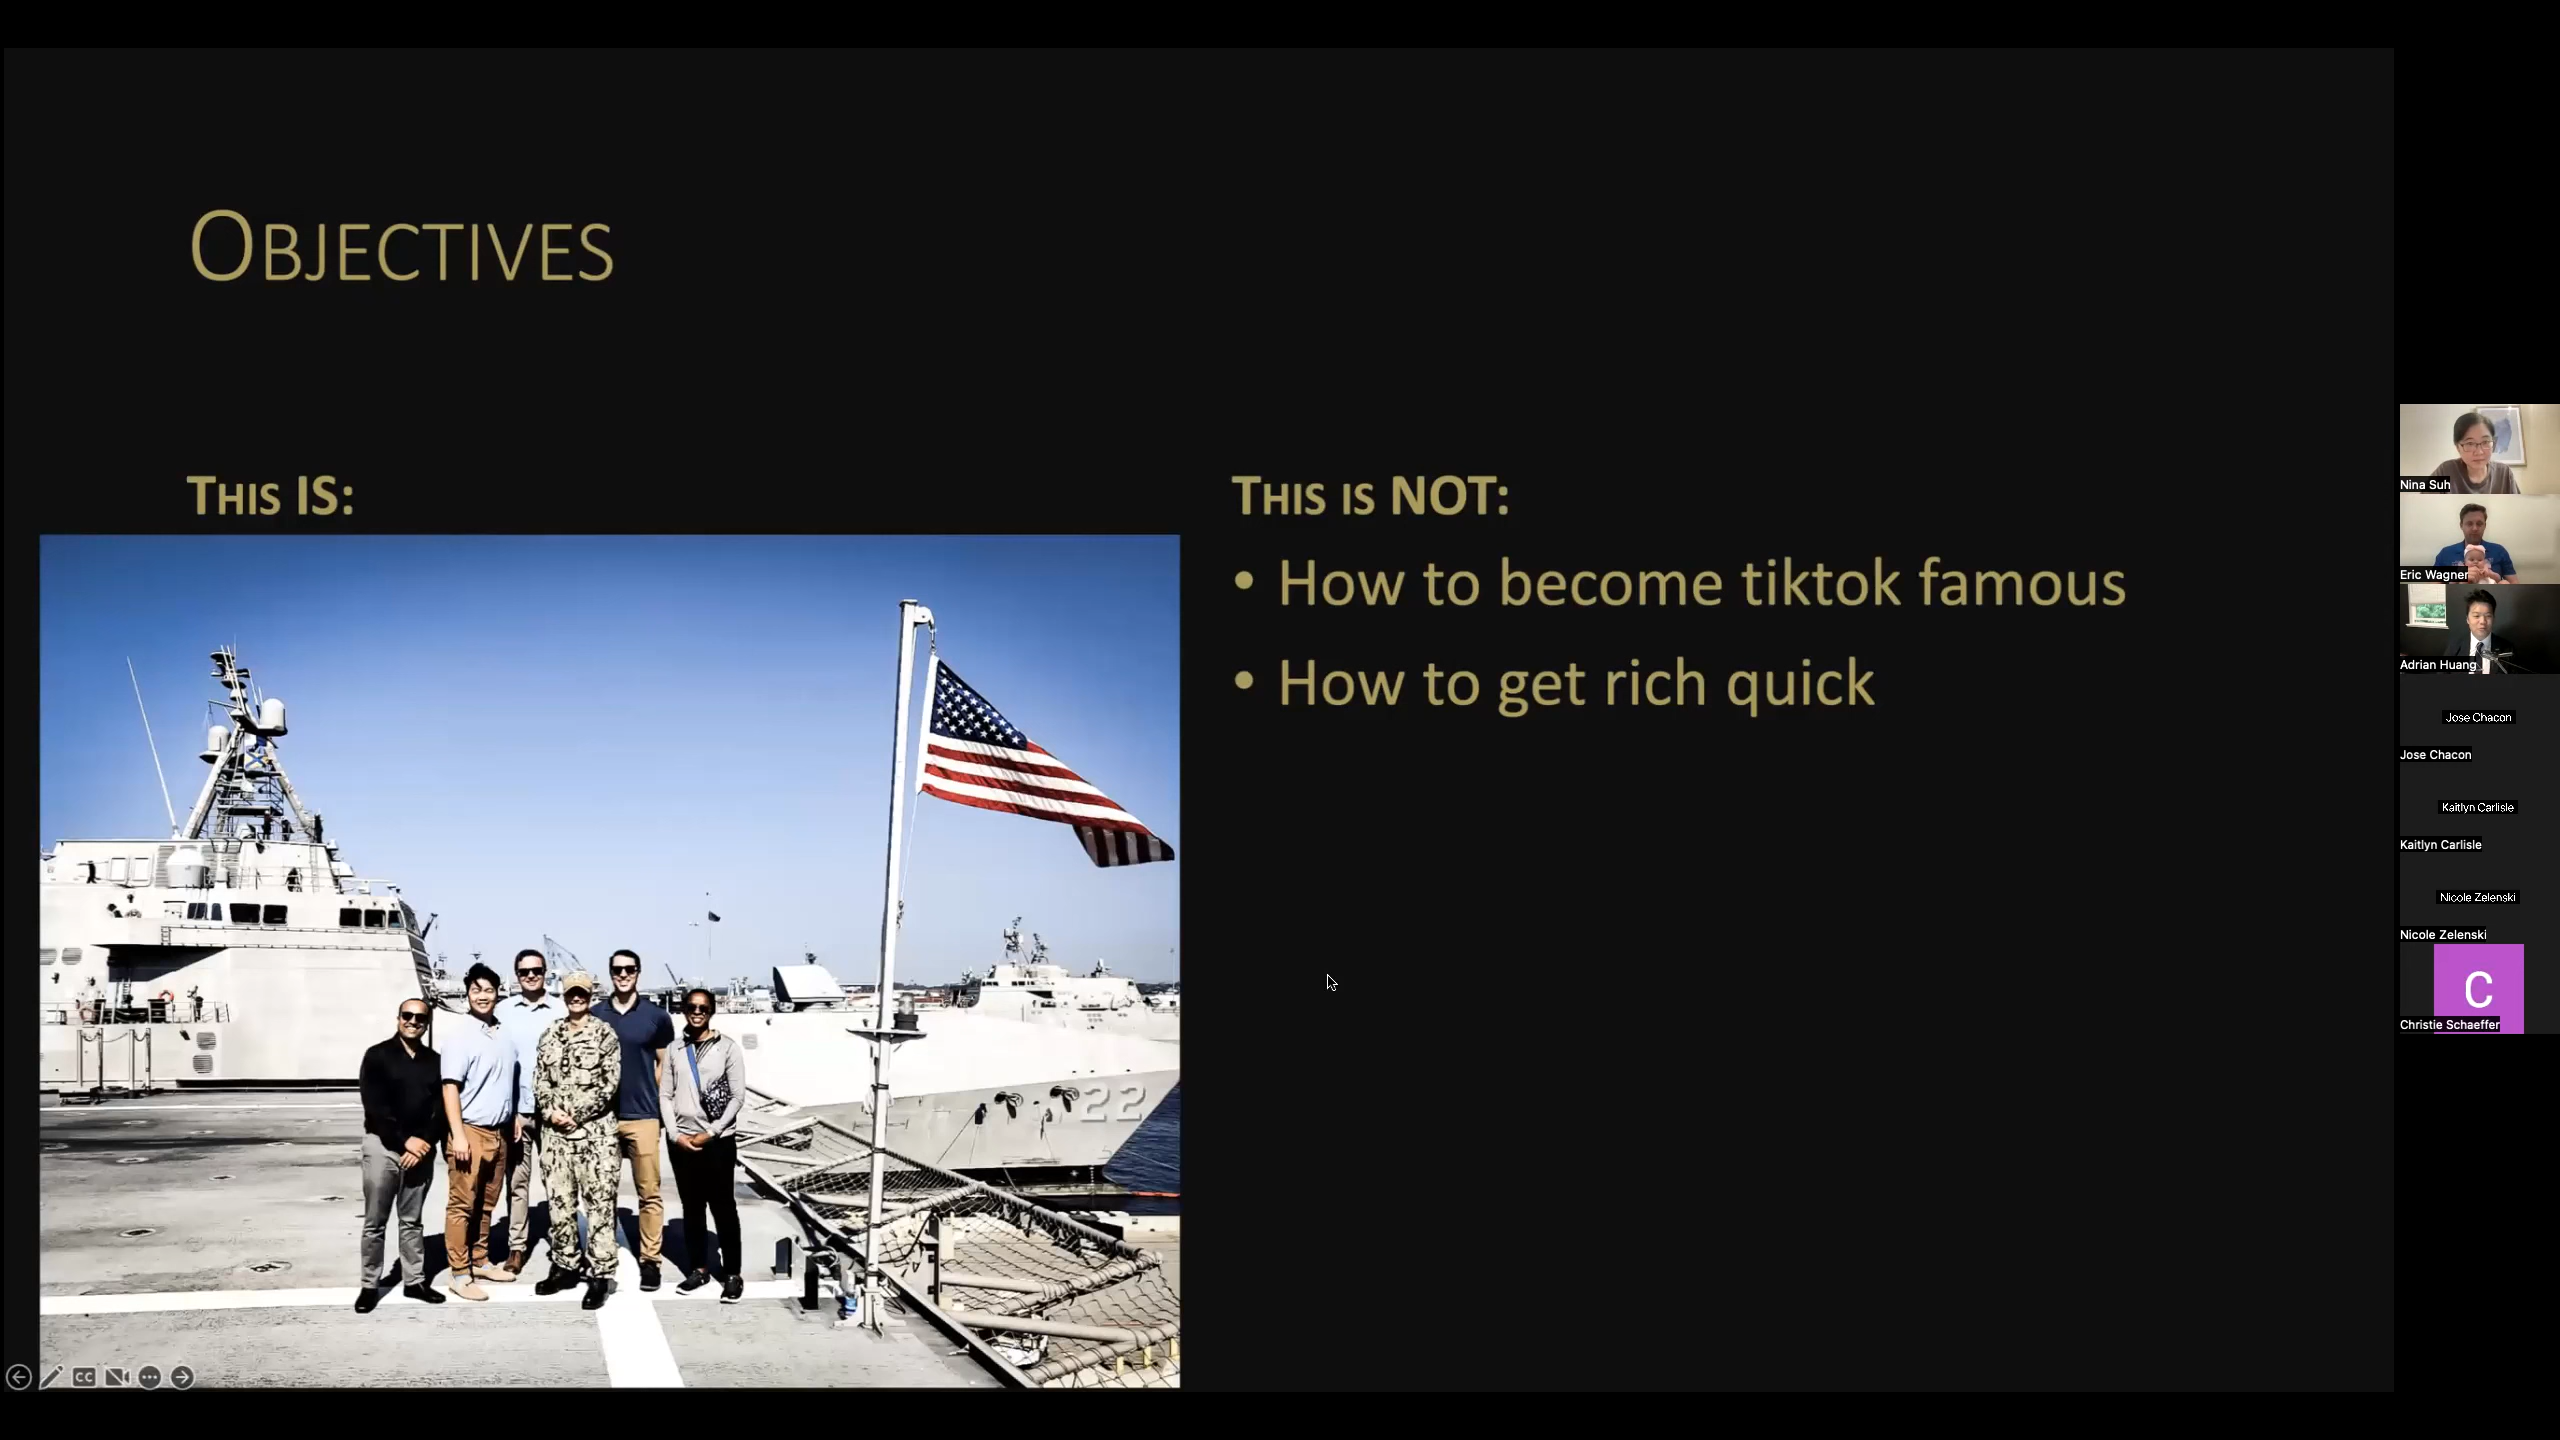 OBJECTIVES
THIS IS:
THIS IS NOT:
• How to become tiktok famous
• How to get rich quick
22
CC
Nina Suh
Eric Wagner
Adrian Huang
Jose Chacon
Jose Chacon
Kaitlyn Carlisle
Kaitlyn Carlisle
Nicole Zelenski
Nicole Zelenski
C
Christie Schaeffer